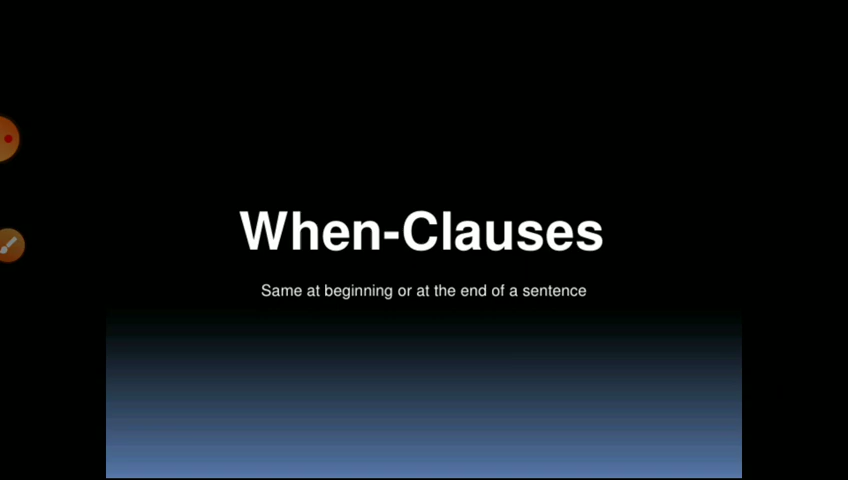 When-Clauses
Same at beginning or at the end of a sentence